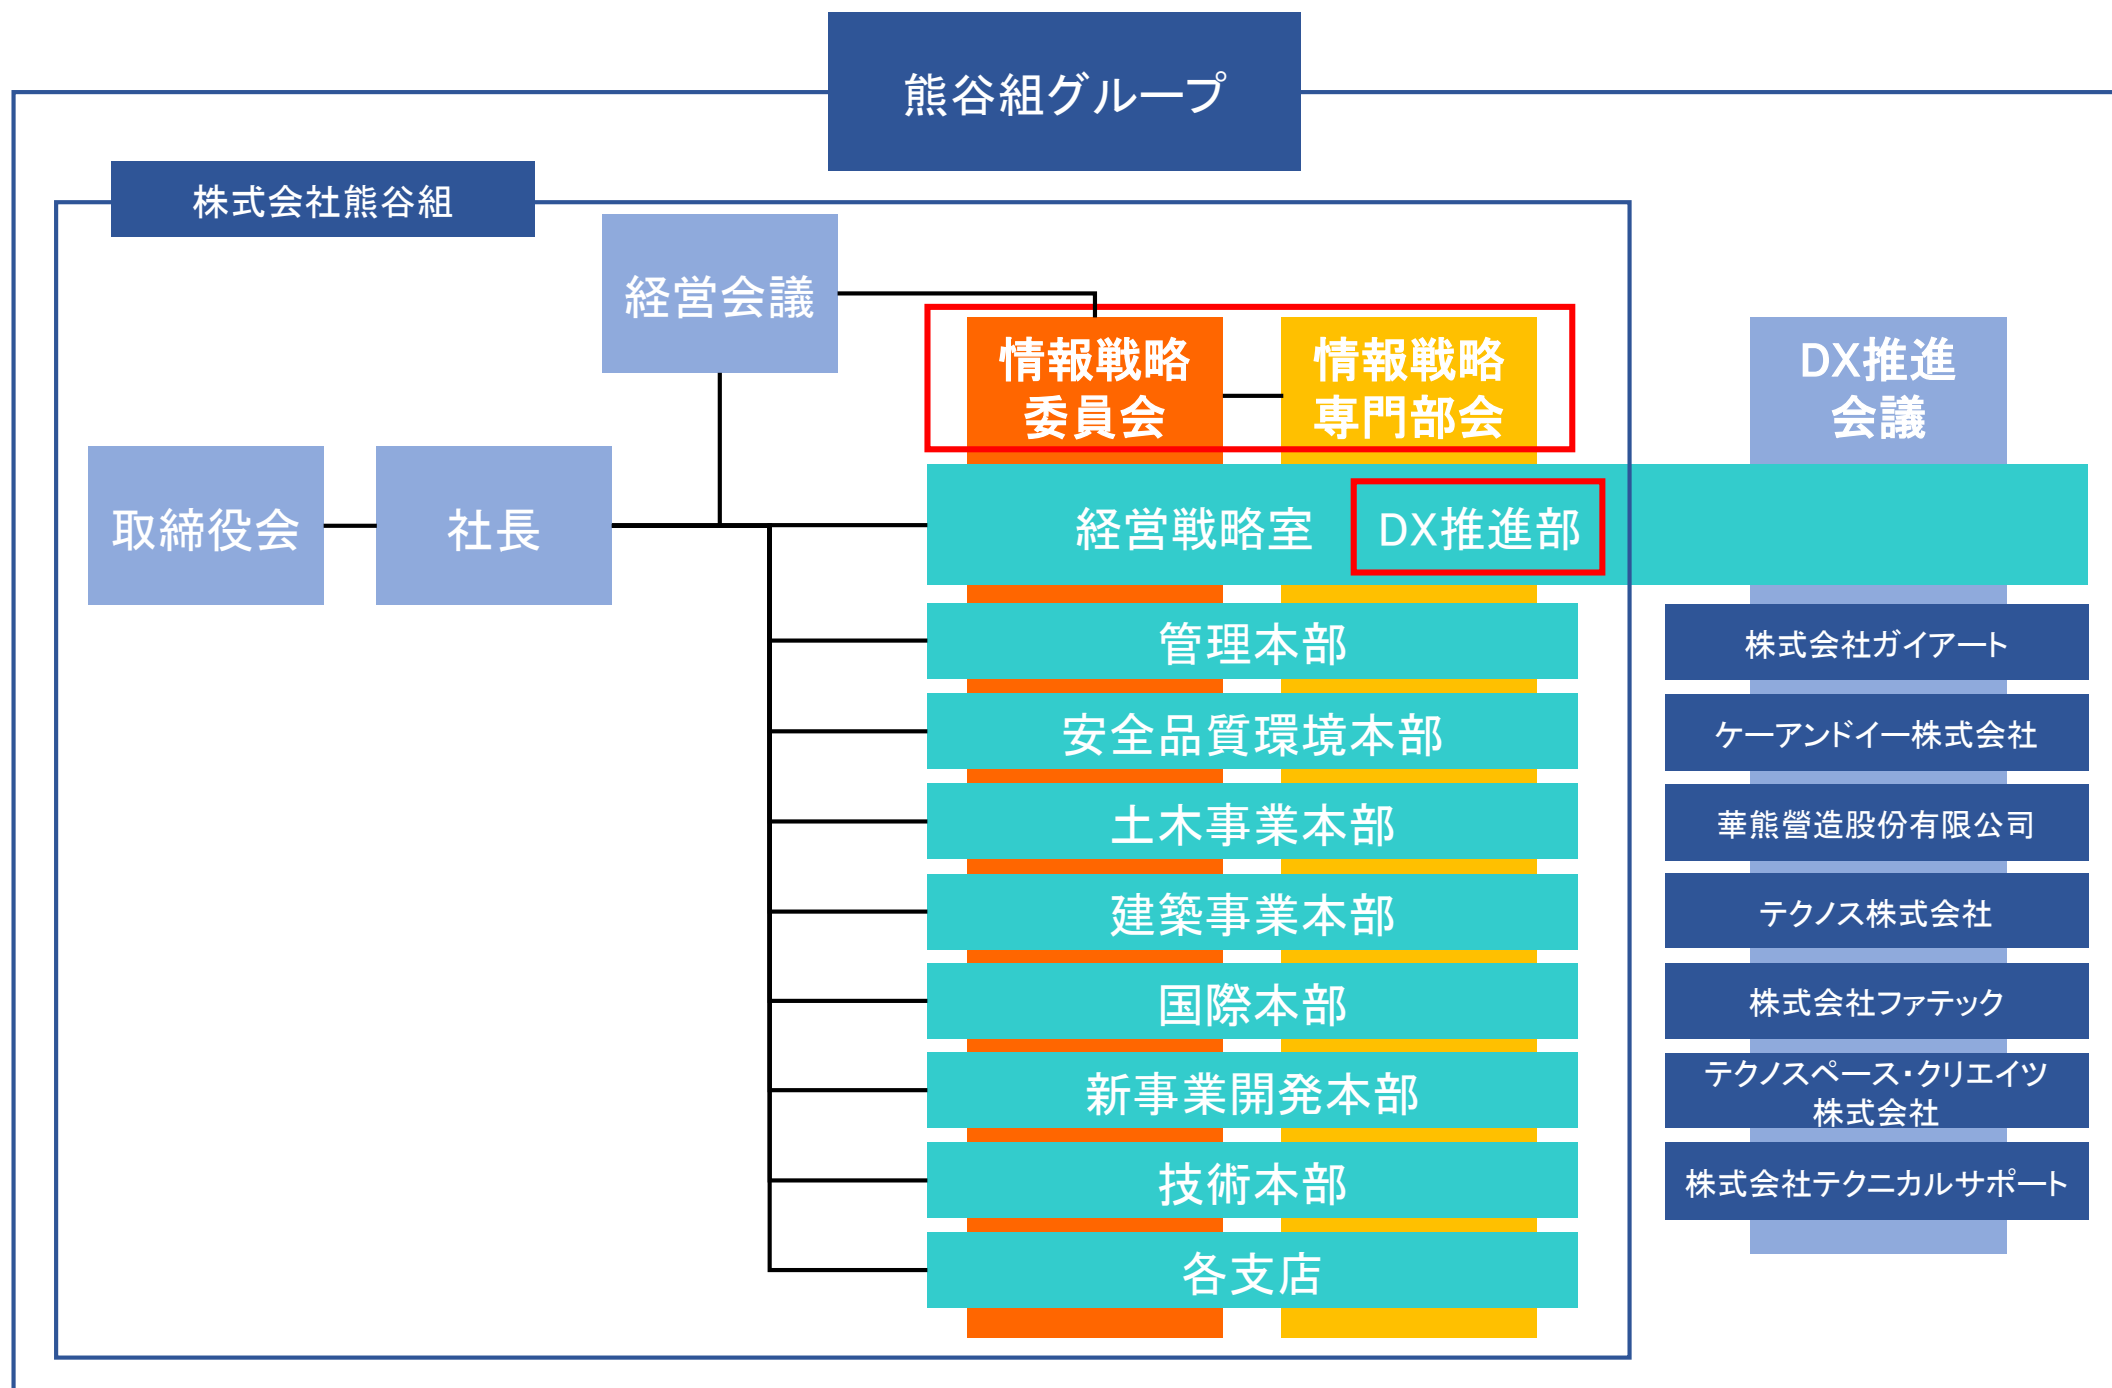 熊谷組グループ
株式会社熊谷組
経営会議
情報戦略
委員会
情報戦略
専門部会
DX推進
会議
取締役会
社長
経営戦略室
DX推進部
管理本部
安全品質環境本部
土木事業本部
建築事業本部
国際本部
新事業開発本部
技術本部
各支店
株式会社ガイアート
ケーアンドイー株式会社
華熊營造股份有限公司
テクノス株式会社
株式会社ファテック
テクノスペース・クリエイツ
株式会社
株式会社テクニカルサポート